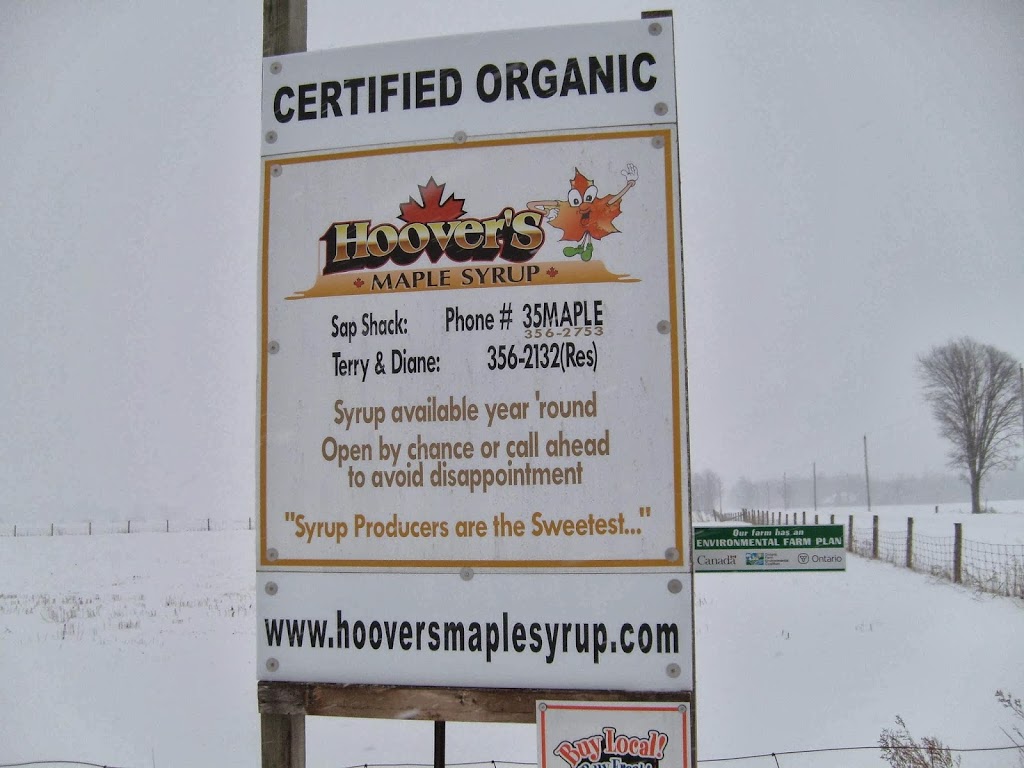 CERTIFIED ORGANIC
Hoover's
MAPLE SYRUP
Sap Shack: Phone # 35MAPLE
356-2753
Terry & Diane: 356-2132(Res)
Syrup available year 'round
Open by chance or call ahead
to avoid disappointment
"Syrup Producers are the Sweetest..."
www.hooversmaplesyrup.com
Our farm has an
ENVIRONMENTAL FARM PLAN
Canada Ontario
Buy Local!